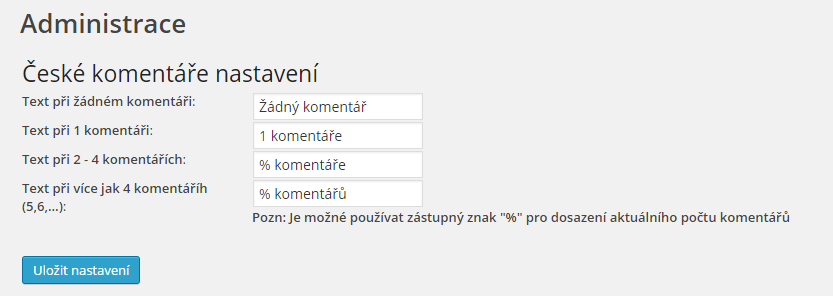 Administrace
České komentáře nastavení
Text při žádném komentáři:
Žádný komentář
Text při 1 komentáři:
1 komentáře
Text při 2 - 4 komentářích:
% komentáře
Text při více jak 4 komentáříh
(5,6,...):
% komentářů
Pozn: Je možné používat zástupný znak "%" pro dosazení aktuálního počtu komentářů
Uložit nastavení